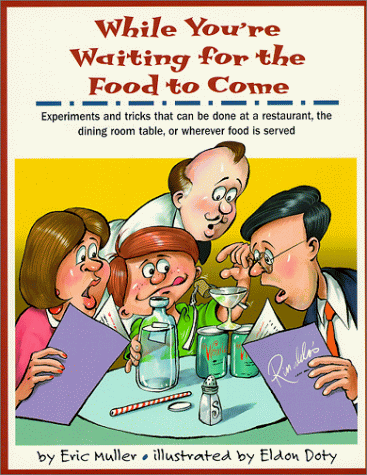 While You're
Waiting for the
Food to Come
Experiments and tricks that can be done at a restaurant, the
dining room table, or wherever food is served
S
by Eric Muller • illustrated by Eldon Doty